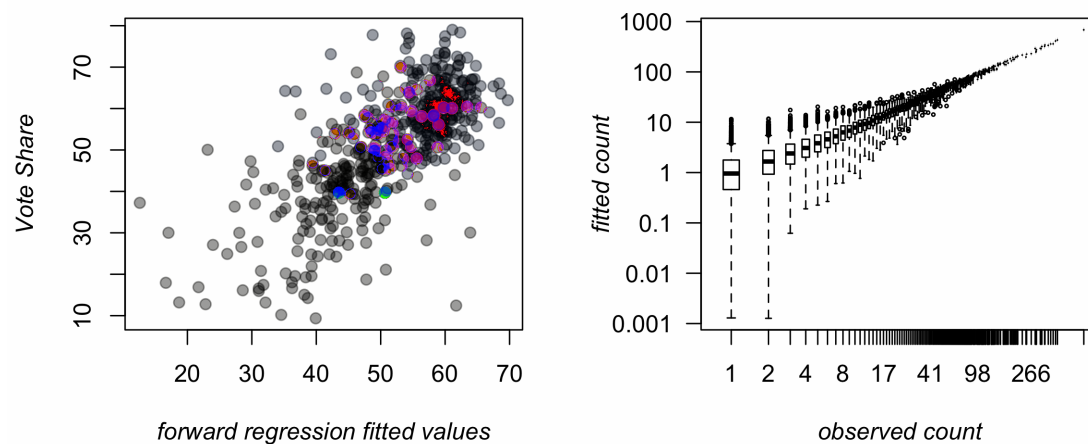 Vote Share
70
50
30
10
20 30 40 50 60 70
forward regression fitted values
fitted count
1000
100
10
1
0.1
0.01
0.001
1 2 4 8 17 41 98 266
observed count